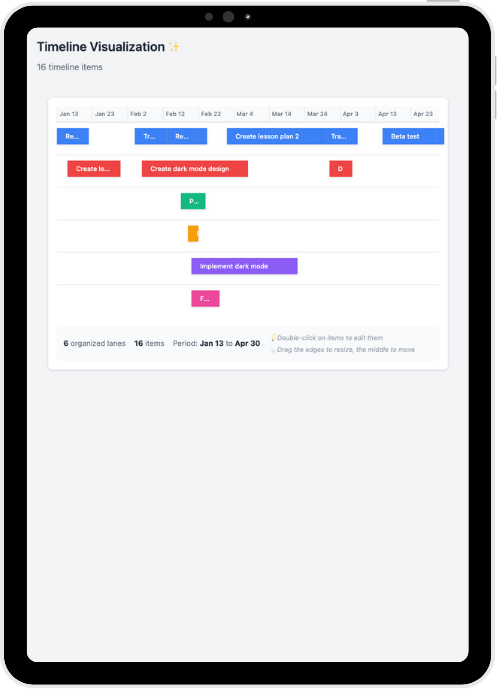 Timeline Visualization ✨
16 timeline items
Jan 13 Jan 23 Feb 2 Feb 12 Feb 22 Mar 4 Mar 14 Mar 24 Apr 3 Apr 13 Apr 23
Re... Tr... Re... Create lesson plan 2 Tra... Beta test
Create le... Create dark mode design D
P...
Implement dark mode
F...
6 organized lanes 16 items Period: Jan 13 to Apr 30
💡Double-click on items to edit them
Drag the edges to resize, the middle to move